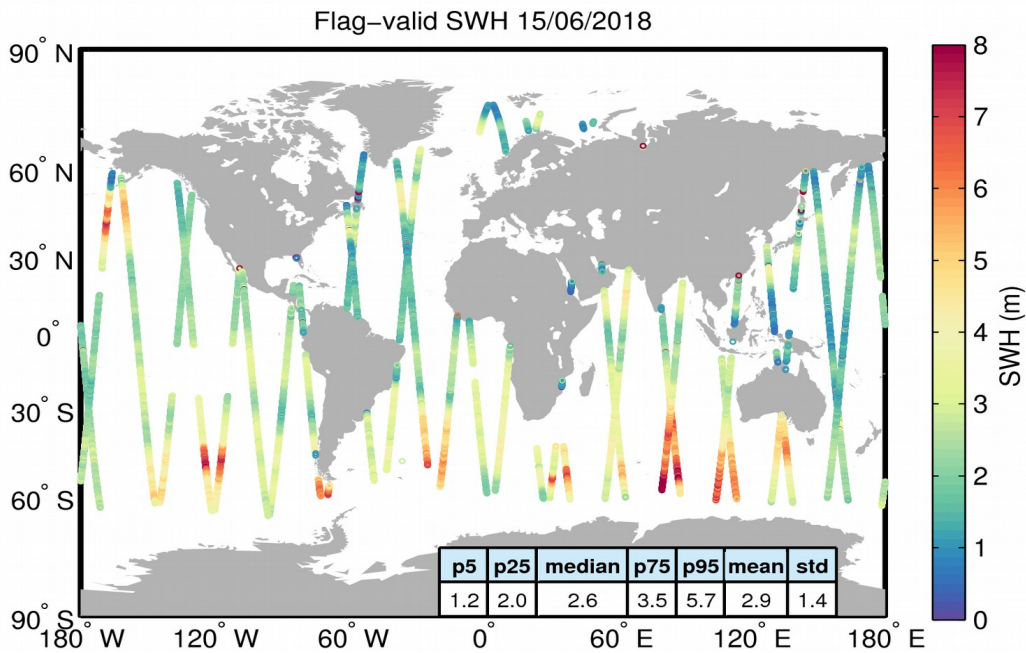 Flag−valid SWH 15/06/2018
90° N
60° N
30° N
0°
30° S
60° S
90° S
180° W
120° W
60° W
0°
60° E
120° E
180° E
8
7
6
5
4
3
2
1
0
SWH (m)
p5 p25 median p75 p95 mean std
1.2 2.0 2.6 3.5 5.7 2.9 1.4